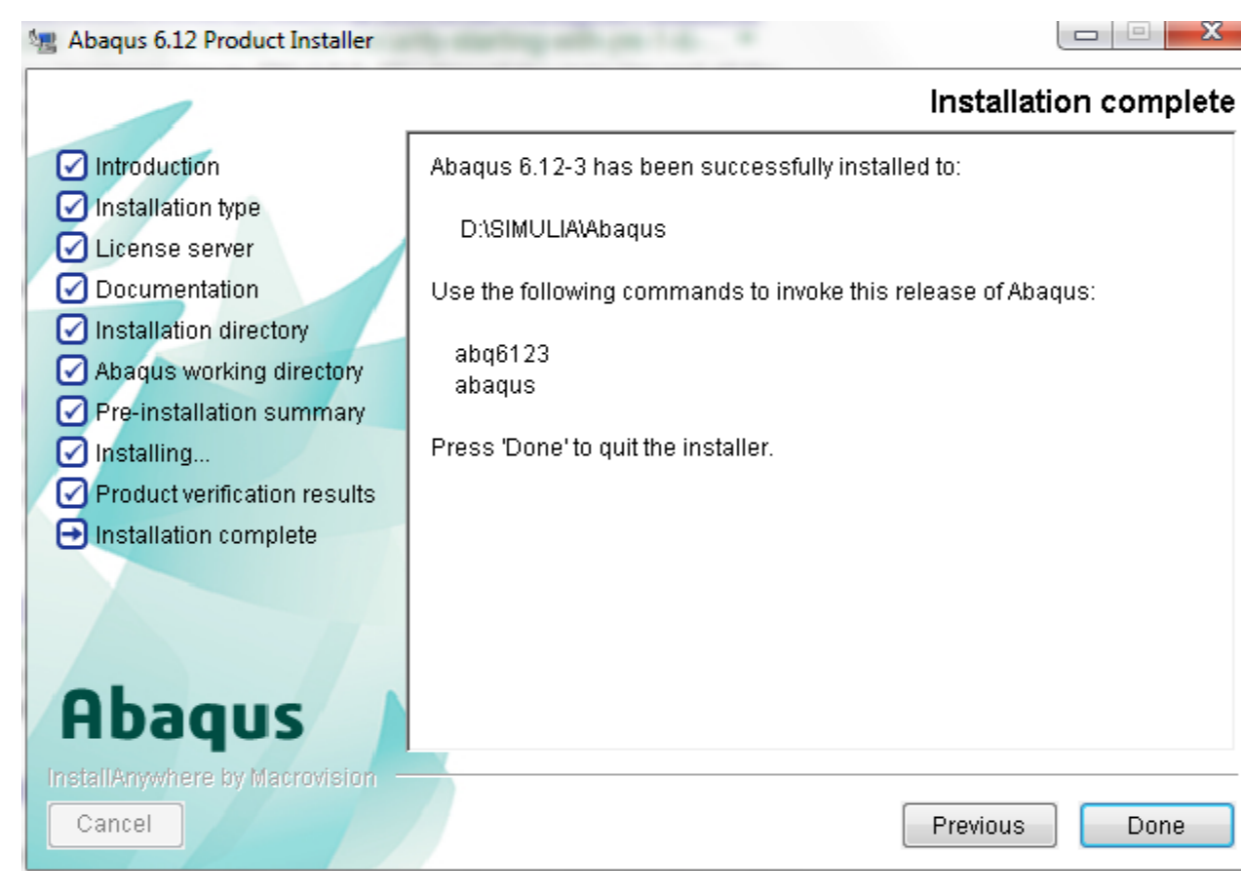 Abaqus 6.12 Product Installer
Installation complete
Introduction
Installation type
License server
Documentation
Installation directory
Abaqus working directory
Pre-installation summary
Installing...
Product verification results
Installation complete
Abaqus 6.12-3 has been successfully installed to:
D:\SIMULIA\Abaqus
Use the following commands to invoke this release of Abaqus:
abq6123
abaqus
Press 'Done' to quit the installer.
Abaqus
InstallAnywhere by Macrovision
Cancel
Previous
Done